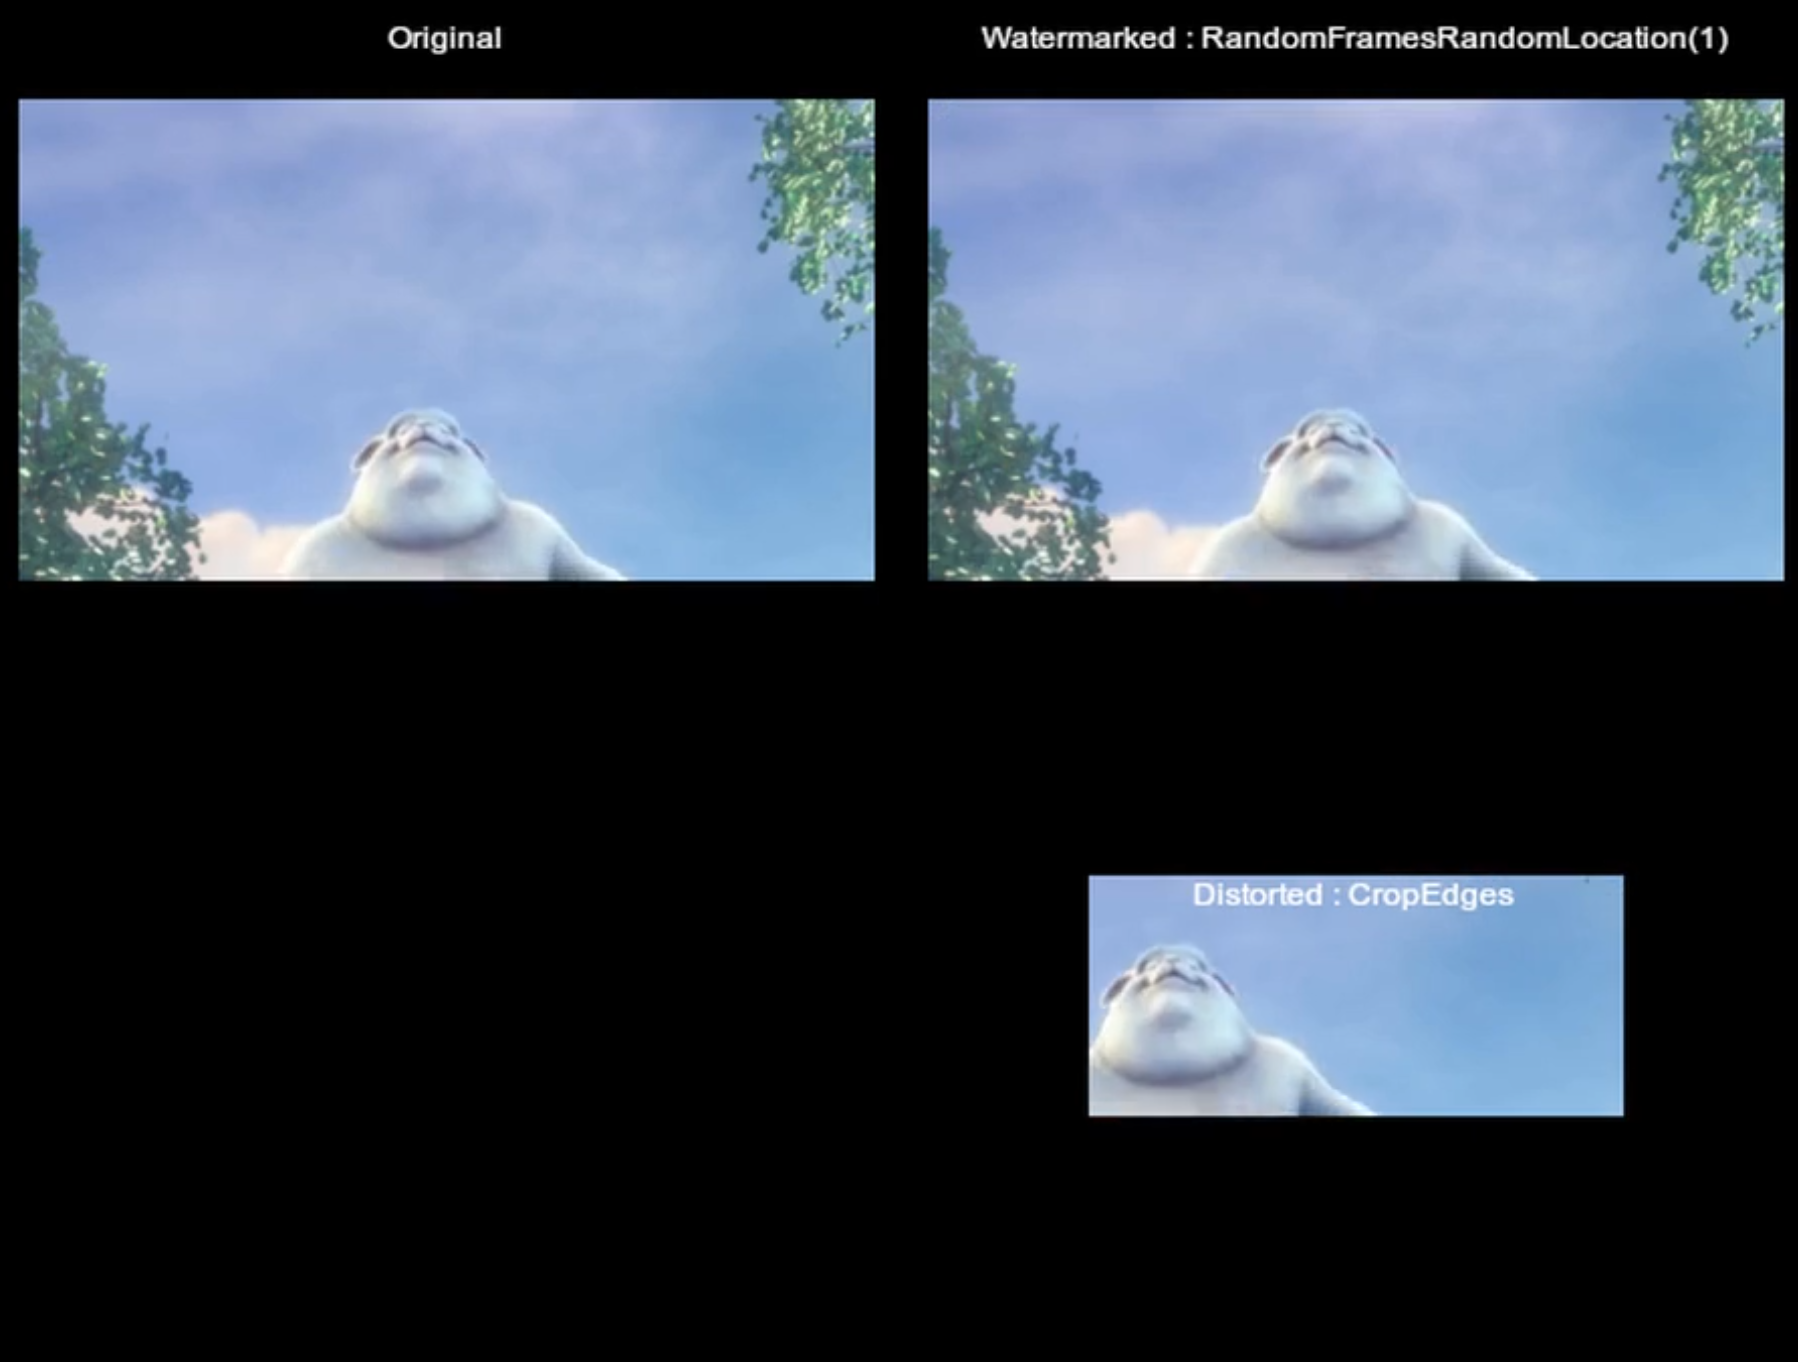 Original
Watermarked : RandomFramesRandomLocation(1)
Distorted : CropEdges